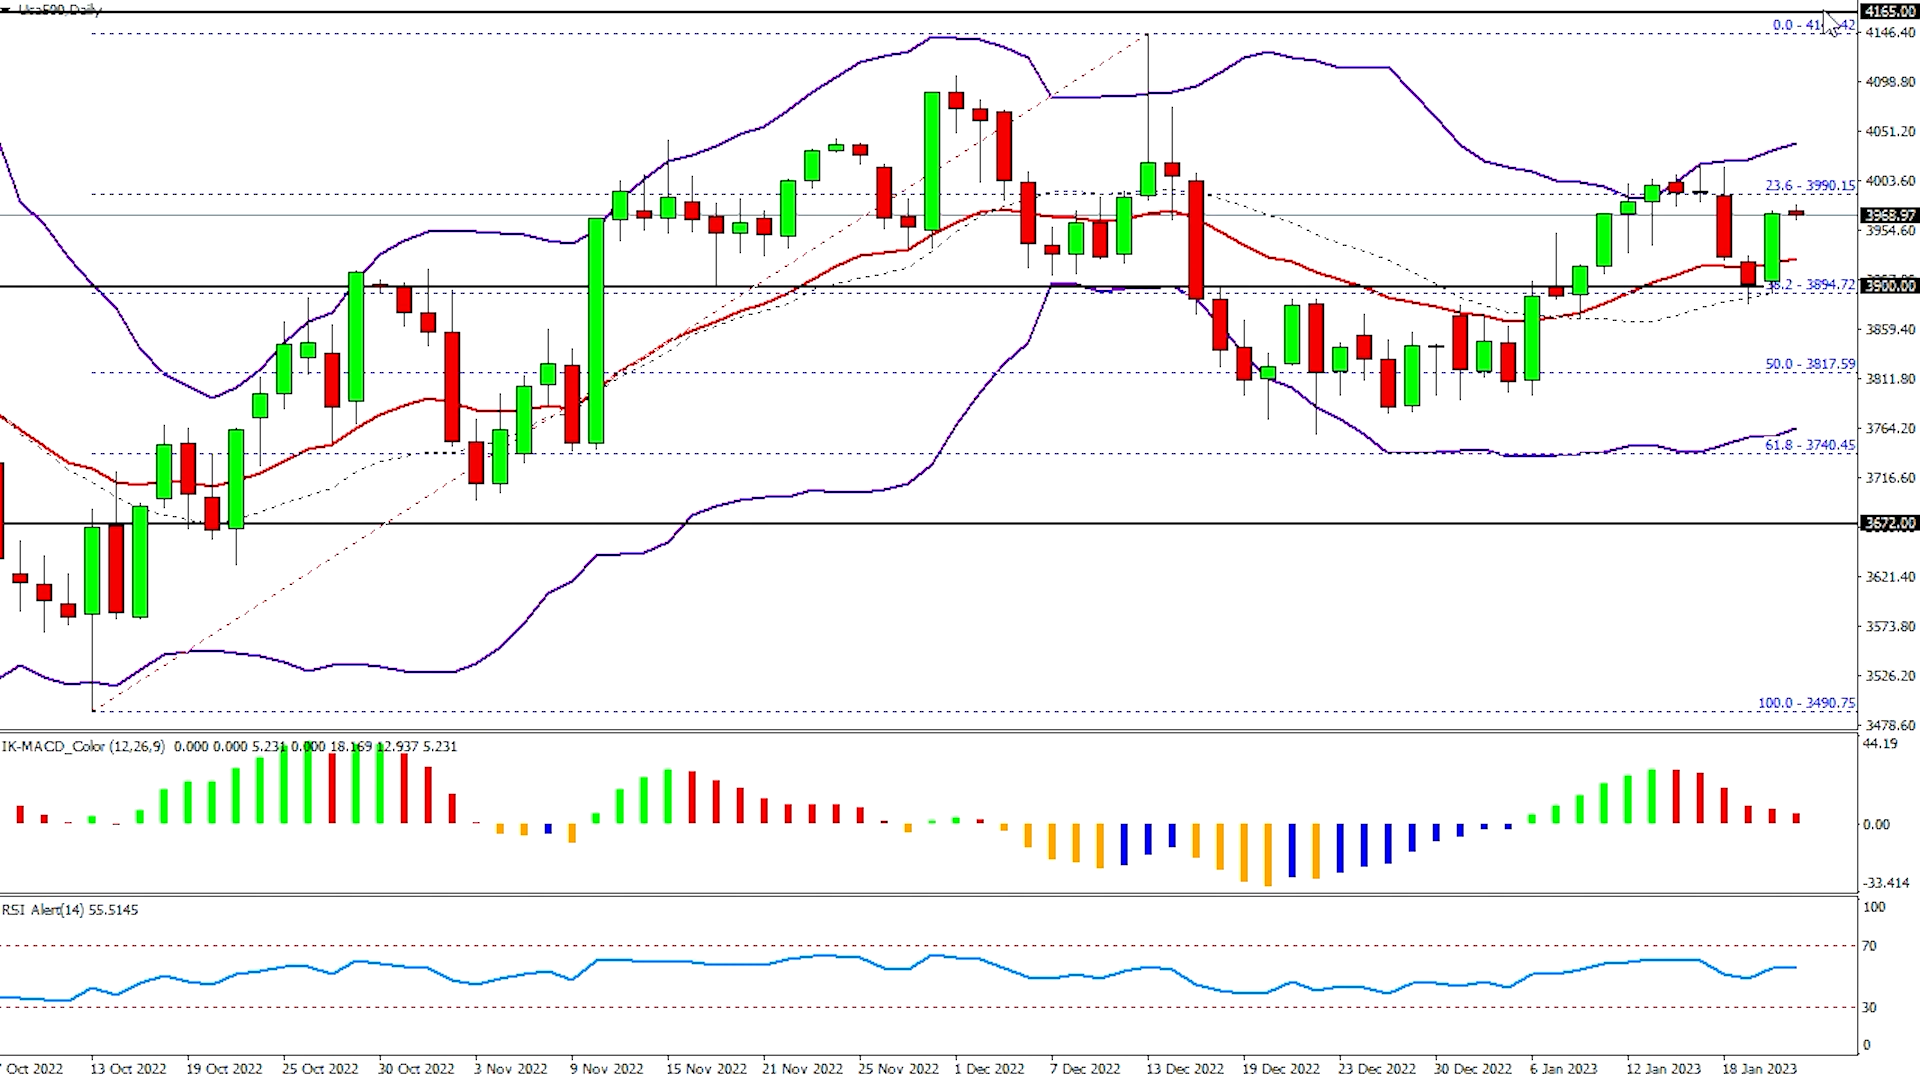 Usa500,Daily
4165.00
4146.40
4098.80
4051.20
23.6 - 3990.15
4003.60
3968.97
3954.60
38.2 - 3894.72
3900.00
3859.40
50.0 - 3817.59
3811.80
3764.20
61.8 - 3740.45
3716.60
3672.00
3621.40
3573.80
3526.20
100.0 - 3490.75
3478.60
IK-MACD_Color (12,26,9) 0.000 0.000 5.231 0.000 18.169 12.937 5.231
44.19
0.00
-33.414
RSI Alert(14) 55.5145
100
70
30
0
Oct 2022 13 Oct 2022 19 Oct 2022 25 Oct 2022 30 Oct 2022 3 Nov 2022 9 Nov 2022 15 Nov 2022 21 Nov 2022 25 Nov 2022 1 Dec 2022 7 Dec 2022 13 Dec 2022 19 Dec 2022 23 Dec 2022 30 Dec 2022 6 Jan 2023 12 Jan 2023 18 Jan 2023